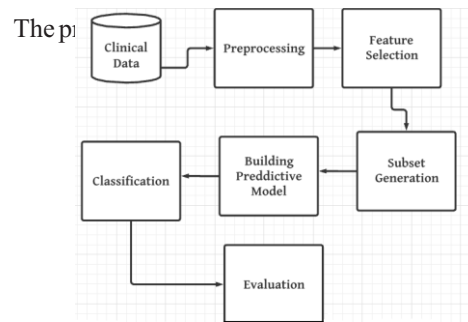 The pr
Clinical
Data
Preprocessing
Feature
Selection
Subset
Generation
Building
Preddictive
Model
Classification
Evaluation